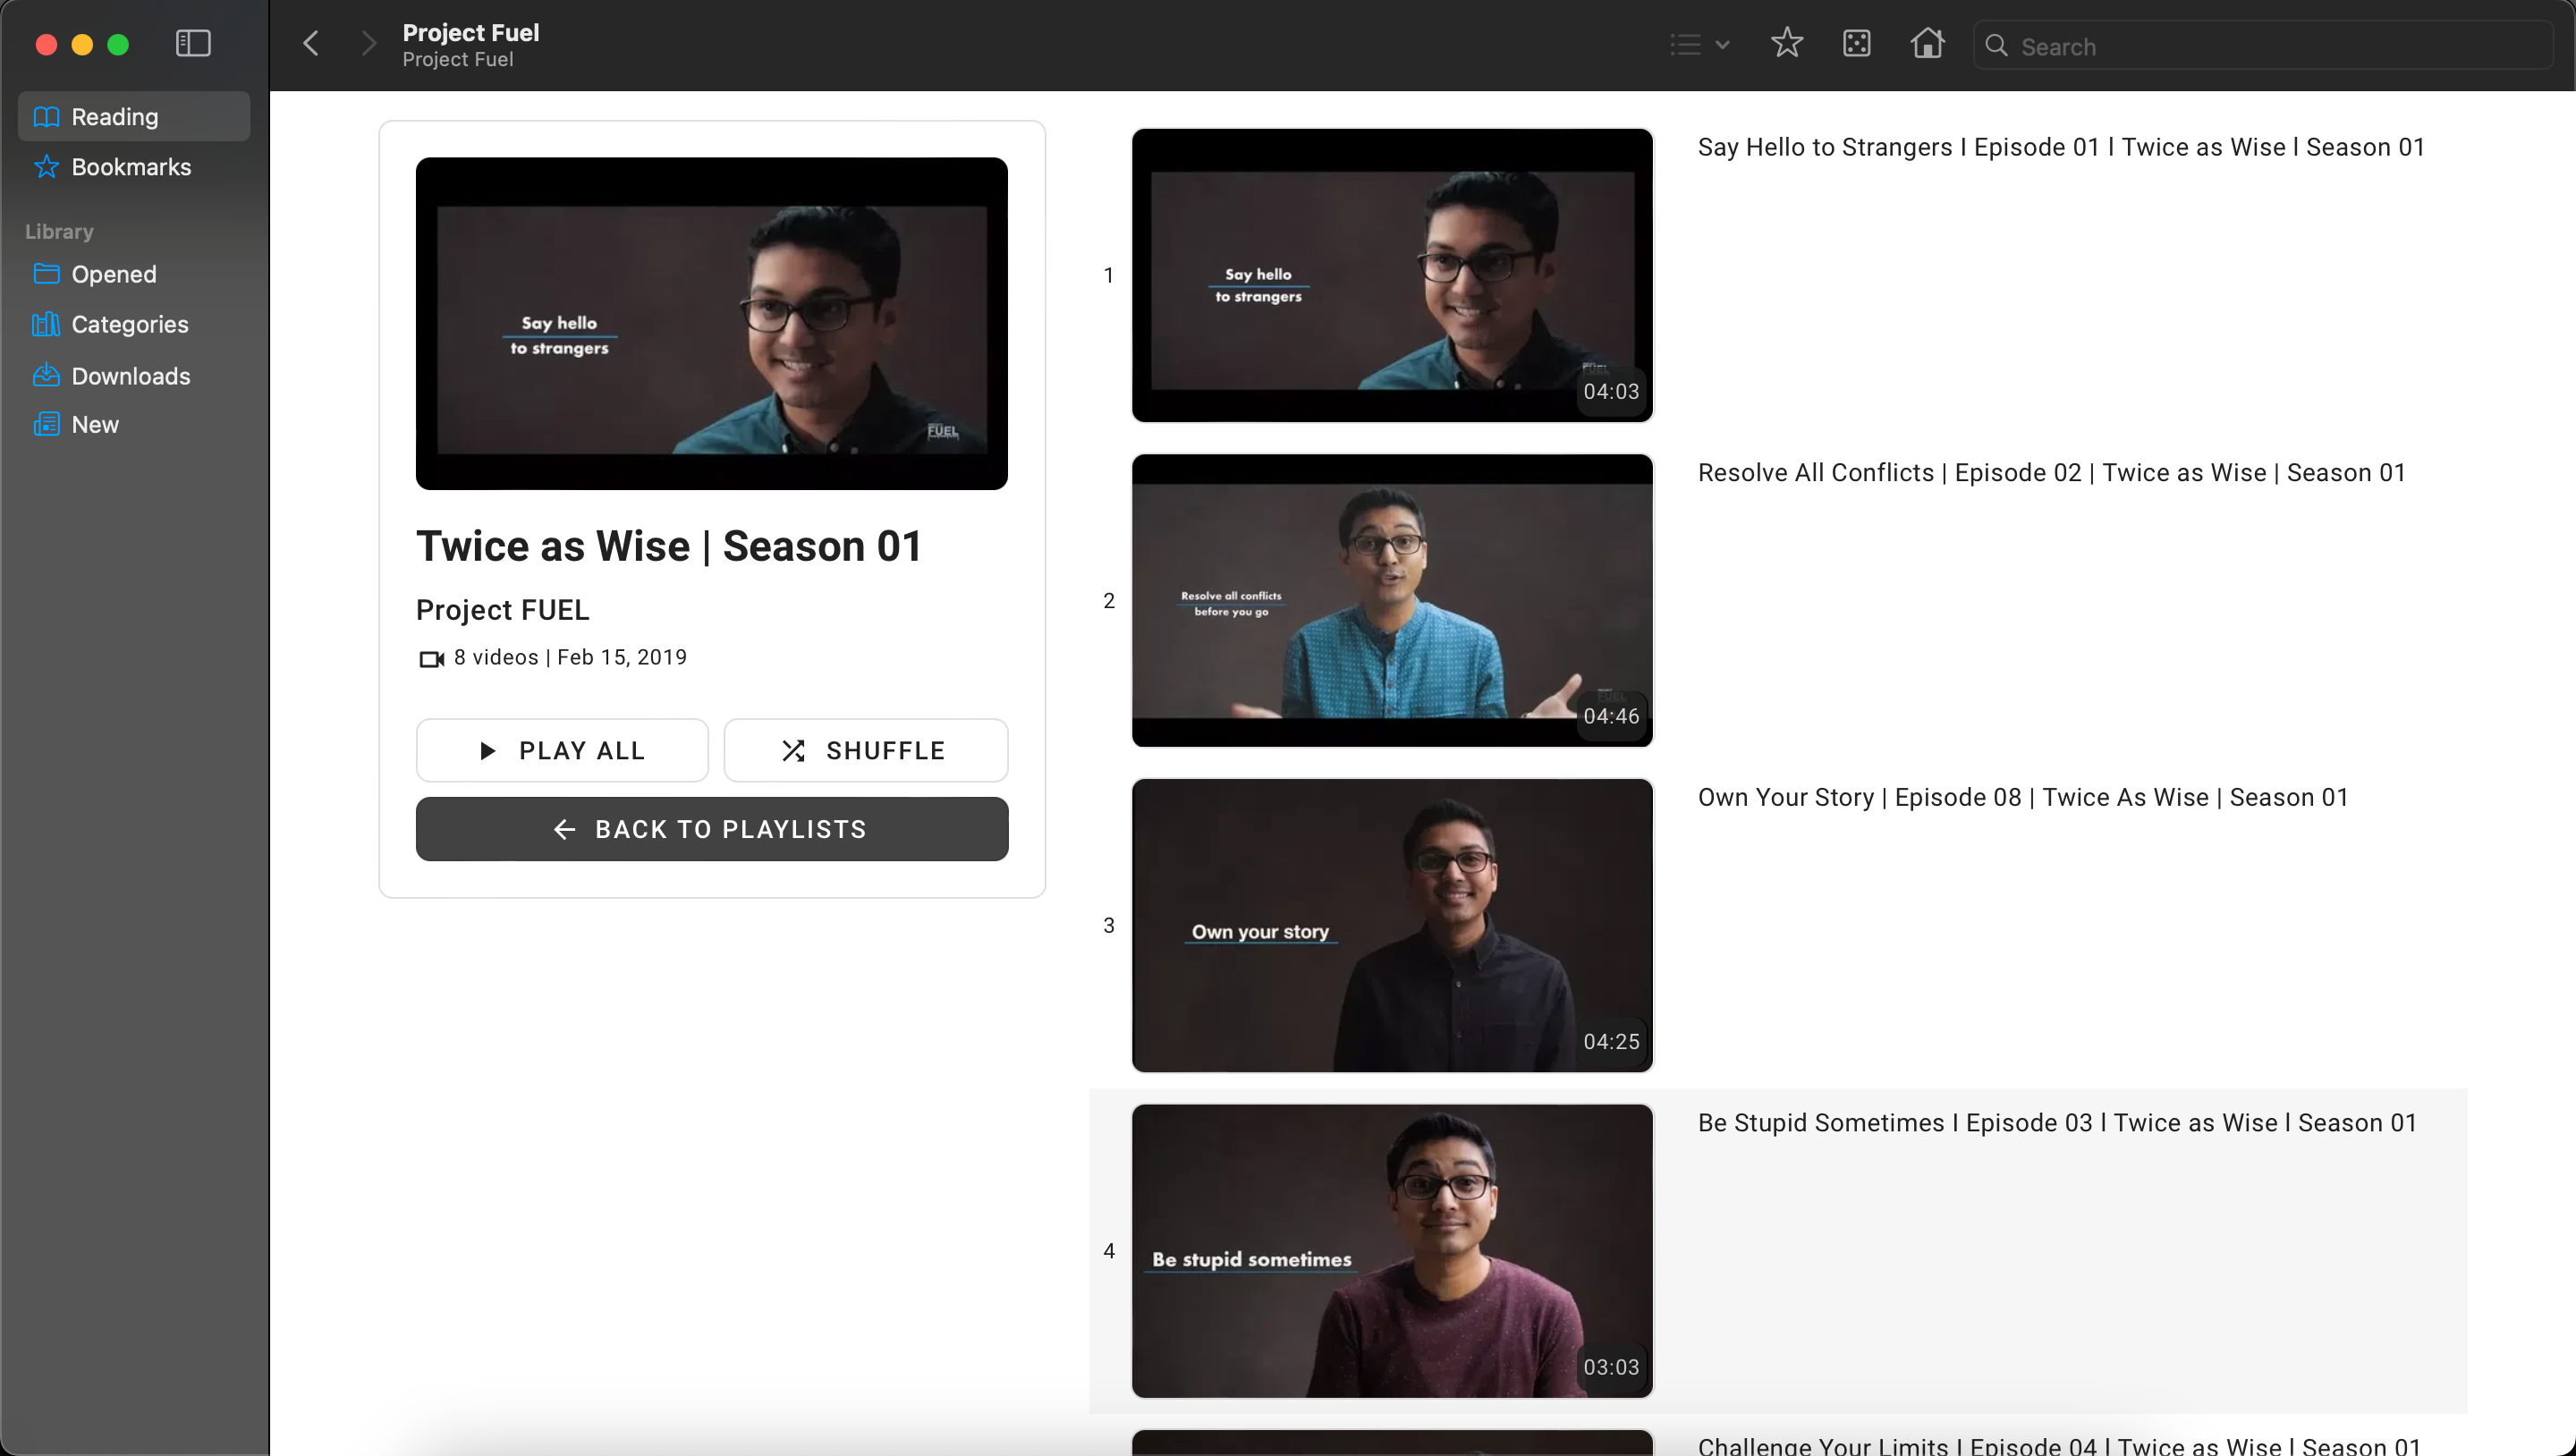 Project Fuel
Project Fuel
Search
Reading
Bookmarks
Library
Opened
Categories
Downloads
New
Say hello
to strangers
FUEL
Twice as Wise | Season 01
Project FUEL
8 videos | Feb 15, 2019
PLAY ALL
SHUFFLE
BACK TO PLAYLISTS
1
Say hello
to strangers
FUEL
04:03
Say Hello to Strangers I Episode 01 l Twice as Wise l Season 01
2
Resolve all conflicts
before you go
FUEL
04:46
Resolve All Conflicts | Episode 02 | Twice as Wise | Season 01
3
Own your story
04:25
Own Your Story | Episode 08 | Twice As Wise | Season 01
4
Be stupid sometimes
03:03
Be Stupid Sometimes I Episode 03 l Twice as Wise l Season 01
Challenge Your Limits I Episode 04 l Twice as Wise l Season 01